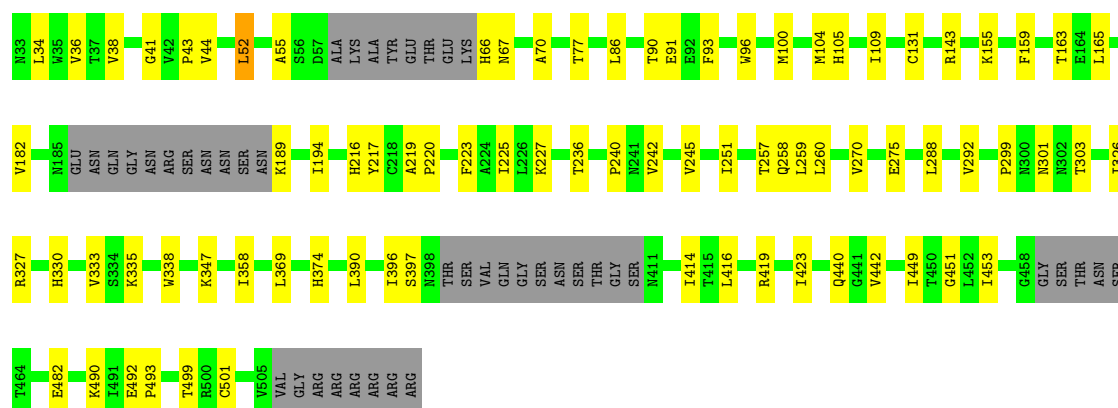 N33 L34 W35 V36 T37 V38 G41 V42 P43 V44 L52 A55 S56 D57 ALA LYS ALA TYR GLU THR GLU LYS H66 N67 A70 T77 L86 T90 E91 E92 F93 W96 M100 M104 H105 I109 C131 R143 K155 F159 T163 E164 L165
V182 N185 GLU ASN GLN GLY ASN ARG SER ASN ASN SER ASN K189 I194 H216 Y217 C218 A219 P220 F223 A224 I225 L226 K227 T236 P240 N241 V242 V245 I251 T257 Q258 L259 L260 V270 E275 L288 V292 P299 N300 N301 N302 T303 I326
R327 H330 V333 S334 K335 W338 K347 I358 L369 H374 L390 I396 S397 N398 THR SER VAL GLN GLY SER ASN SER THR GLY SER N411 I414 T415 L416 R419 I423 Q440 G441 V442 I449 T450 G451 L452 I453 G458 GLY SER THR ASN SER
T464 E482 K490 I491 E492 P493 T499 R500 C501 V505 VAL GLY ARG ARG ARG ARG ARG ARG